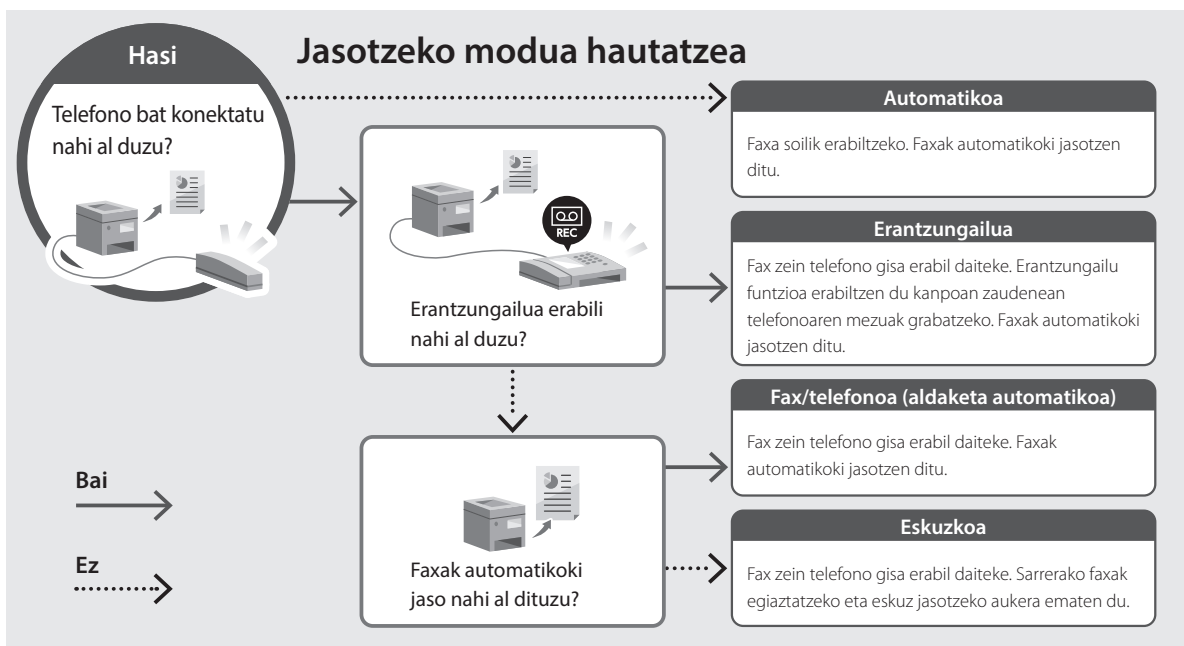 Jasotzeko modua hautatzea
Hasi
Telefono bat konektatu
nahi al duzu?
REC
Erantzungailua erabili
nahi al duzu?
Faxak automatikoki
jaso nahi al dituzu?
Automatikoa
Faxa soilik erabiltzeko. Faxak automatikoki jasotzen
ditu.
Erantzungailua
Fax zein telefono gisa erabil daiteke. Erantzungailu
funtzioa erabiltzen du kanpoan zaudenean
telefonoaren mezuak grabatzeko. Faxak automatikoki
jasotzen ditu.
Fax/telefonoa (aldaketa automatikoa)
Fax zein telefono gisa erabil daiteke. Faxak
automatikoki jasotzen ditu.
Eskuzkoa
Fax zein telefono gisa erabil daiteke. Sarrerako faxak
egiaztatzeko eta eskuz jasotzeko aukera ematen du.
Bai
Ez